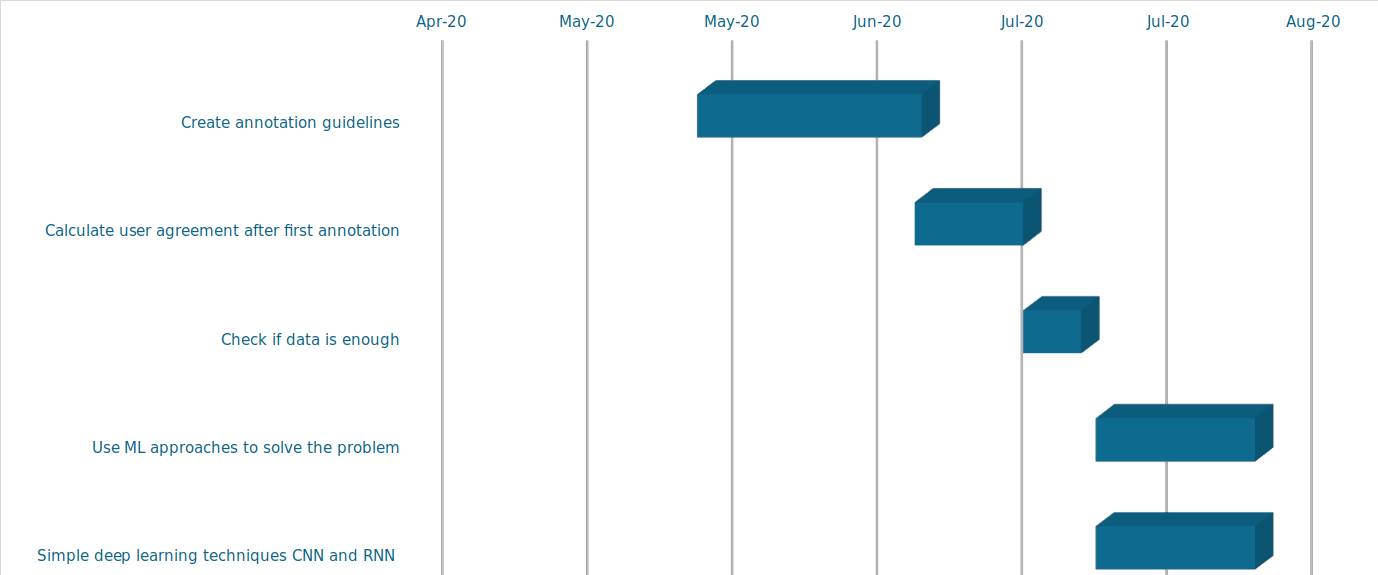 Apr-20 May-20 May-20 Jun-20 Jul-20 Jul-20 Aug-20
Create annotation guidelines
Calculate user agreement after first annotation
Check if data is enough
Use ML approaches to solve the problem
Simple deep learning techniques CNN and RNN